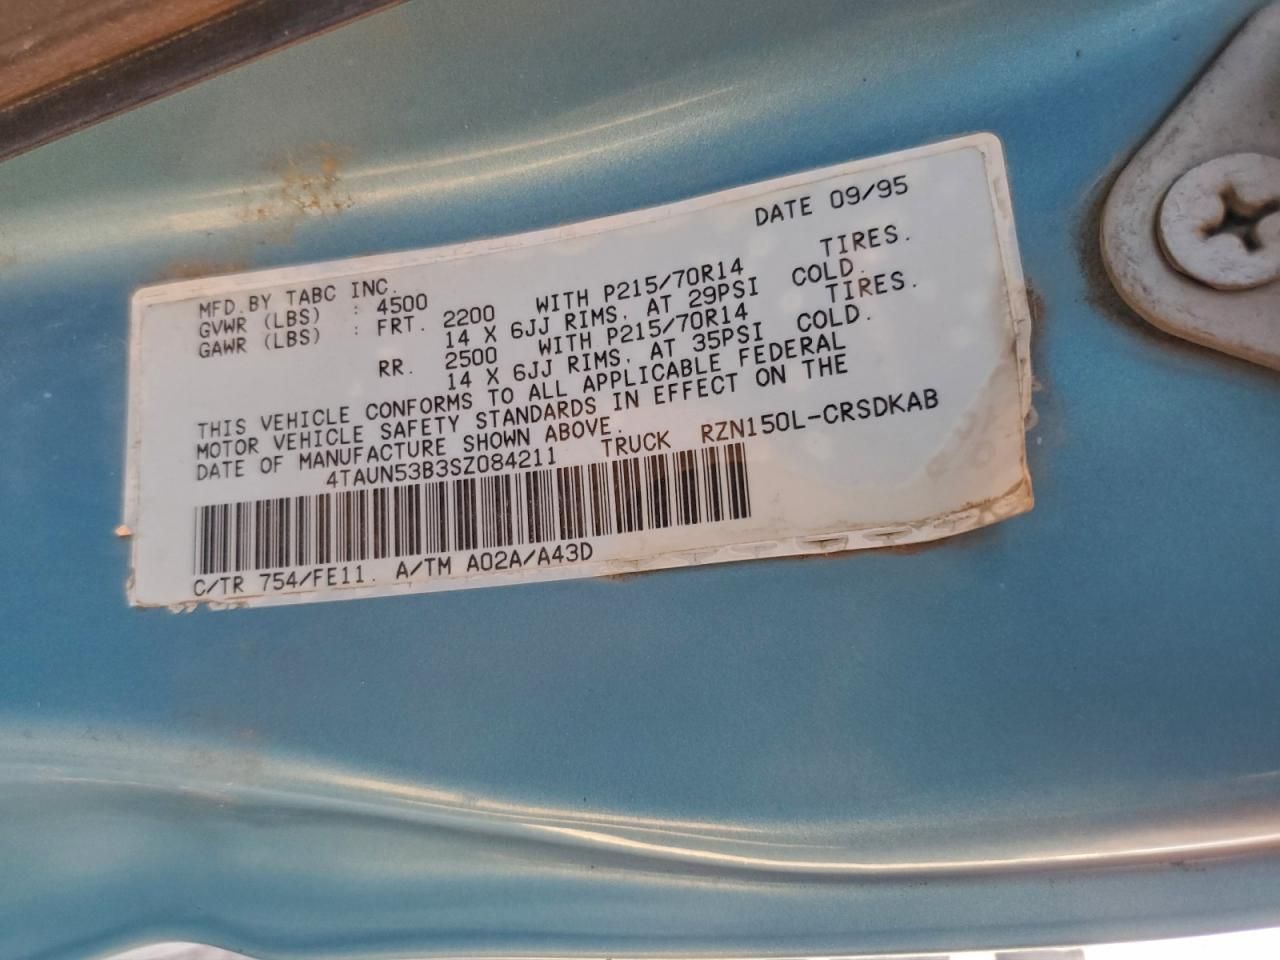 DATE 09/95
MFD.BY TABC INC.
GVWR (LBS) : 4500
GAWR (LBS) : FRT. 2200 WITH P215/70R14 TIRES.
14 X 6JJ RIMS. AT 29PSI COLD.
RR. 2500 WITH P215/70R14 TIRES.
14 X 6JJ RIMS. AT 35PSI COLD.
THIS VEHICLE CONFORMS TO ALL APPLICABLE FEDERAL
MOTOR VEHICLE SAFETY STANDARDS IN EFFECT ON THE
DATE OF MANUFACTURE SHOWN ABOVE.
4TAUN53B3SZ084211 TRUCK RZN150L-CRSDKAB
C/TR 754/FE11. A/TM A02A/A43D